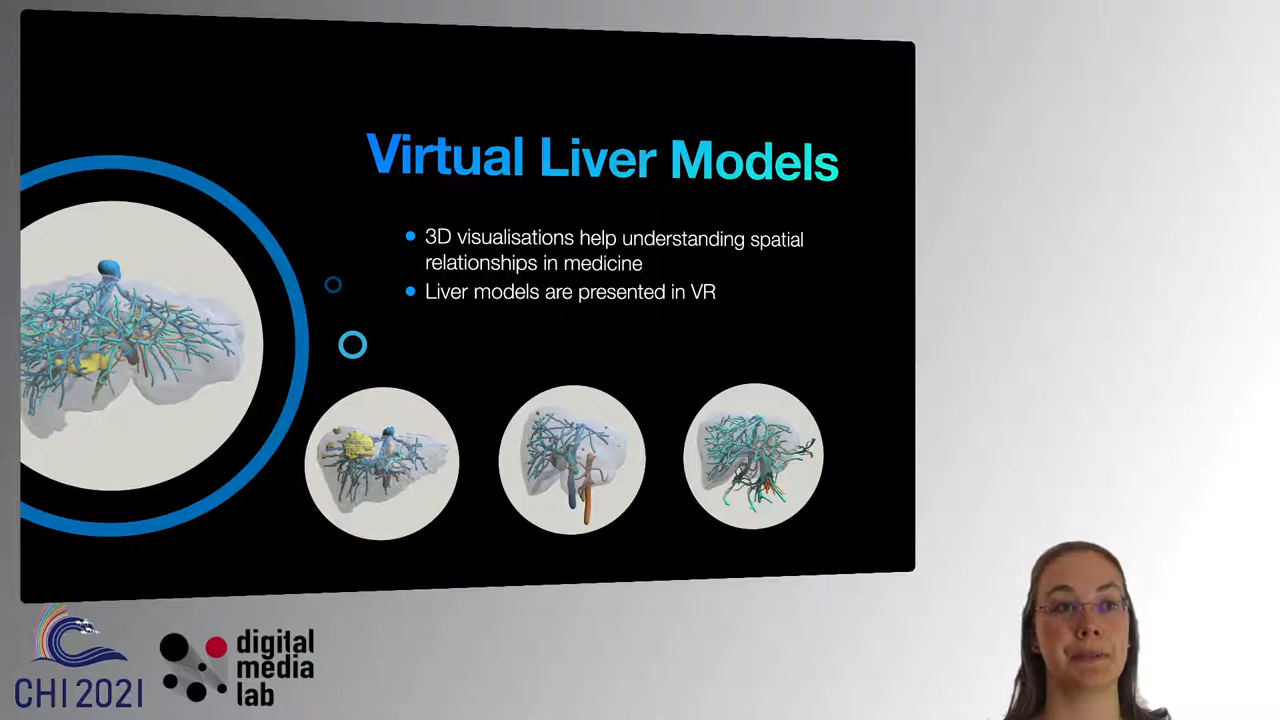 Virtual Liver Models
3D visualisations help understanding spatial
relationships in medicine
Liver models are presented in VR
CHI 2021
digital
media
lab